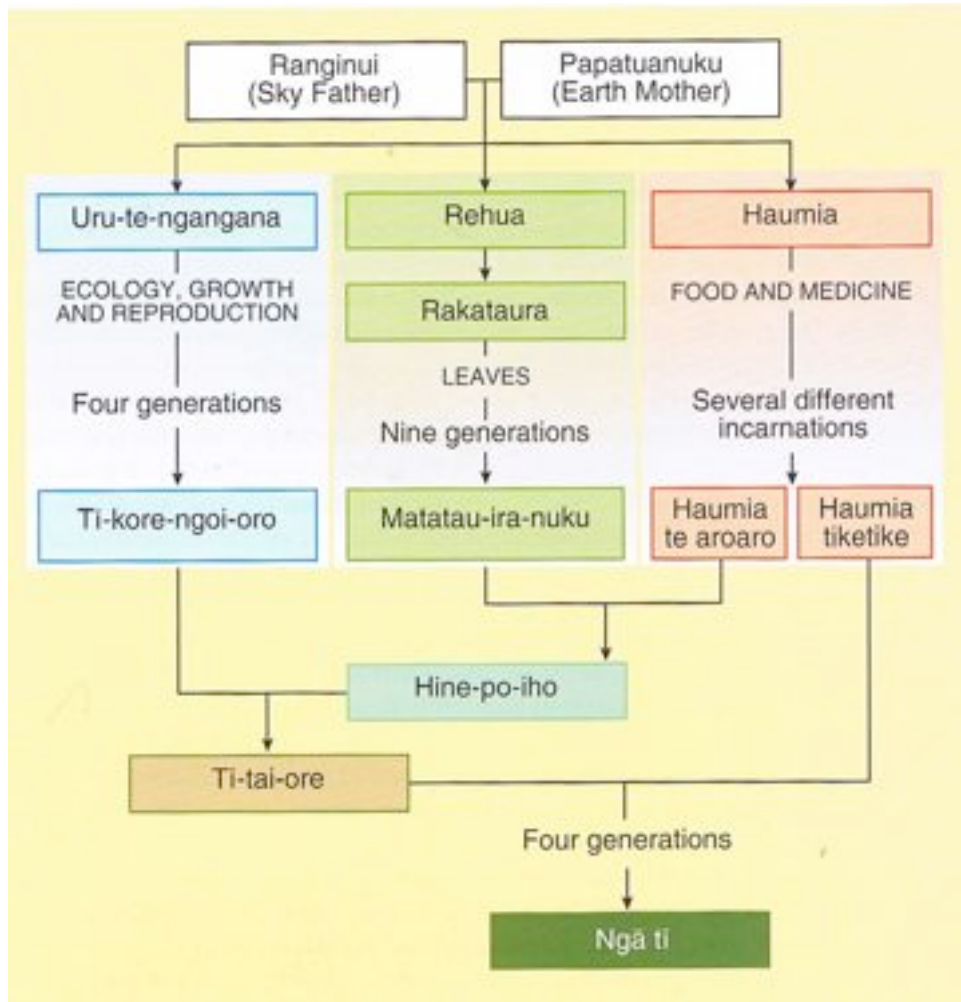 Ranginui
(Sky Father)
Papatuanuku
(Earth Mother)
Uru-te-ngangana
Rehua
Haumia
ECOLOGY, GROWTH
AND REPRODUCTION
Rakataura
FOOD AND MEDICINE
LEAVES
Four generations
Nine generations
Several different
incarnations
Ti-kore-ngoi-oro
Matatau-ira-nuku
Haumia
te aroaro
Haumia
tiketike
Hine-po-iho
Ti-tai-ore
Four generations
Ngā tī